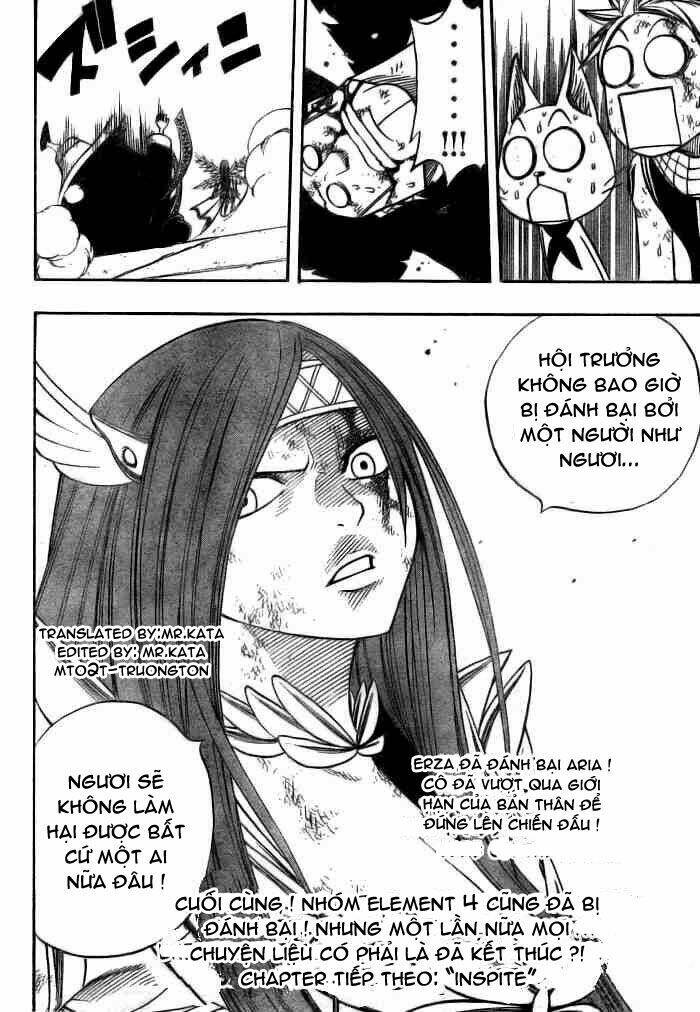 ズシィン
.......!!!
HỘI TRƯỞNG
KHÔNG BAO GIỜ
BỊ ĐÁNH BẠI BỞI
MỘT NGƯỜI NHƯ
NGƯƠI...
TRANSLATED BY:MR.KATA
EDITED BY: MR.KATA
MTO2T-TRUONGTON
ERZA ĐÃ ĐÁNH BẠI ARIA !
CÔ ĐÃ VƯỢT QUA GIỚI
HẠN CỦA BẢN THÂN ĐỂ
ĐỨNG LÊN CHIẾN ĐẤU !
NGƯƠI SẼ
KHÔNG LÀM
HẠI ĐƯỢC BẤT
CỨ MỘT AI
NỮA ĐÂU !
CUỐI CÙNG ! NHÓM ELEMENT 4 CŨNG ĐÃ BỊ
ĐÁNH BẠI ! NHƯNG MỘT LẦN NỮA MỌI
CHUYỆN LIỆU CÓ PHẢI LÀ ĐÃ KẾT THÚC ?!
CHAPTER TIẾP THEO: "INSPITE"